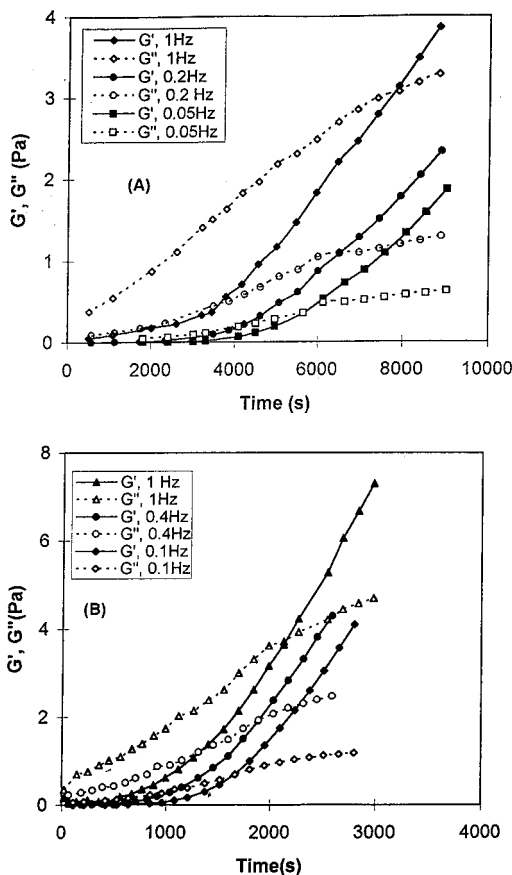 4
3
2
1
0
G', G'' (Pa)
G', 1Hz
G'', 1Hz
G', 0.2Hz
G'', 0.2 Hz
G', 0.05Hz
G'', 0.05Hz
(A)
0
2000
4000
6000
8000
10000
Time (s)
8
6
4
2
0
G', G''(Pa)
G', 1 Hz
G'', 1Hz
G', 0.4Hz
G'', 0.4Hz
G', 0.1Hz
G'', 0.1Hz
(B)
0
1000
2000
3000
4000
Time(s)